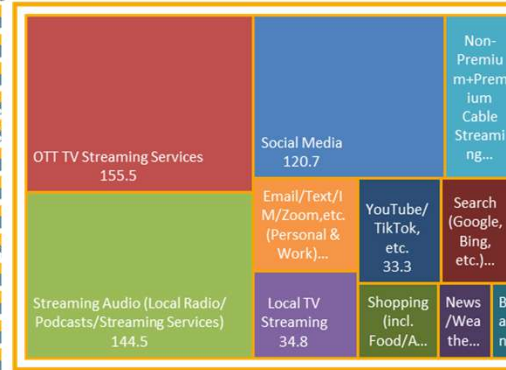 OTT TV Streaming Services
155.5
Social Media
120.7
Non-
Premiu
m+Prem
ium
Cable
Streami
ng...
Streaming Audio (Local Radio/
Podcasts/Streaming Services)
144.5
Email/Text/I
M/Zoom,etc.
(Personal &
Work)...
YouTube/
TikTok,
etc.
33.3
Search
(Google,
Bing,
etc.)...
Local TV
Streaming
34.8
Shopping
(incl.
Food/A...
News
/Wea
the...